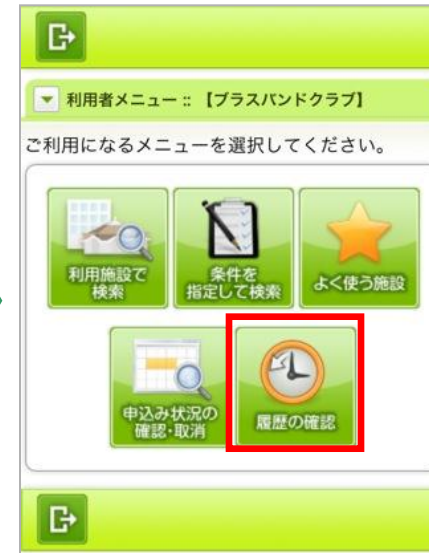 利用者メニュー :: 【ブラスバンドクラブ】
ご利用になるメニューを選択してください。
利用施設で
検索
条件を
指定して検索
よく使う施設
申込み状況の
確認・取消
履歴の確認